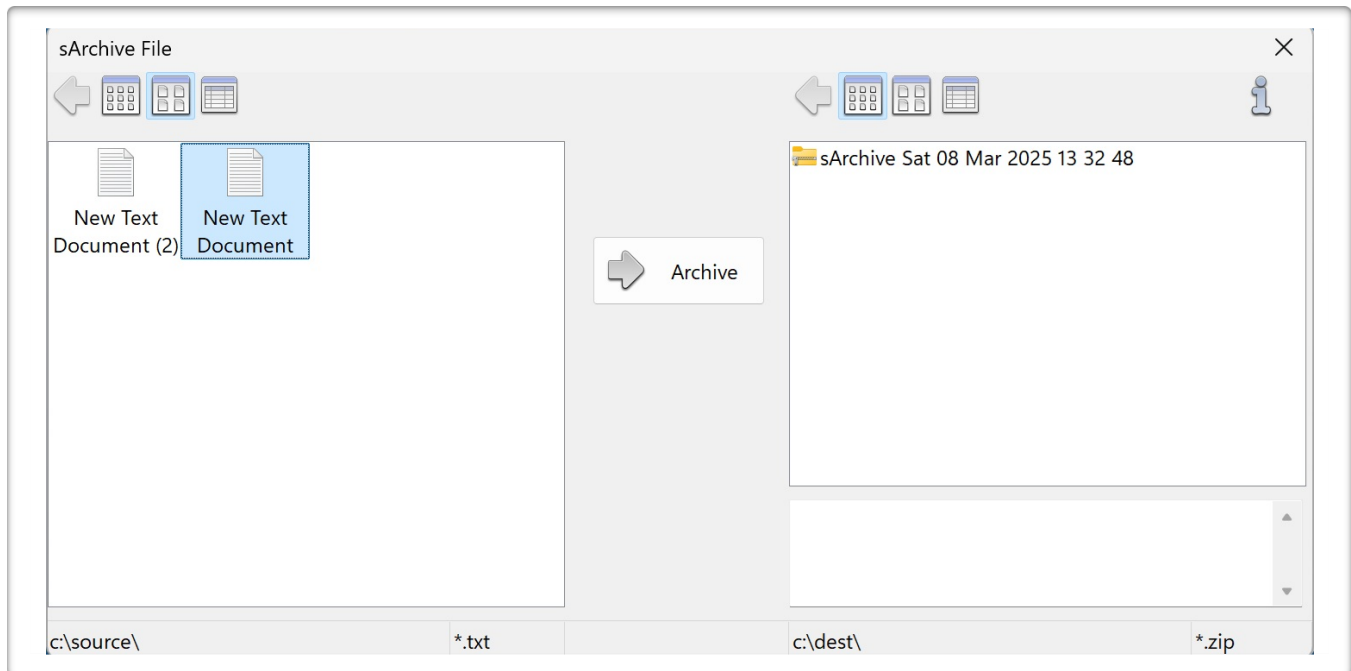 sArchive File
New Text
Document (2)
New Text
Document
Archive
sArchive Sat 08 Mar 2025 13 32 48
c:\source\
*.txt
c:\dest\
*.zip